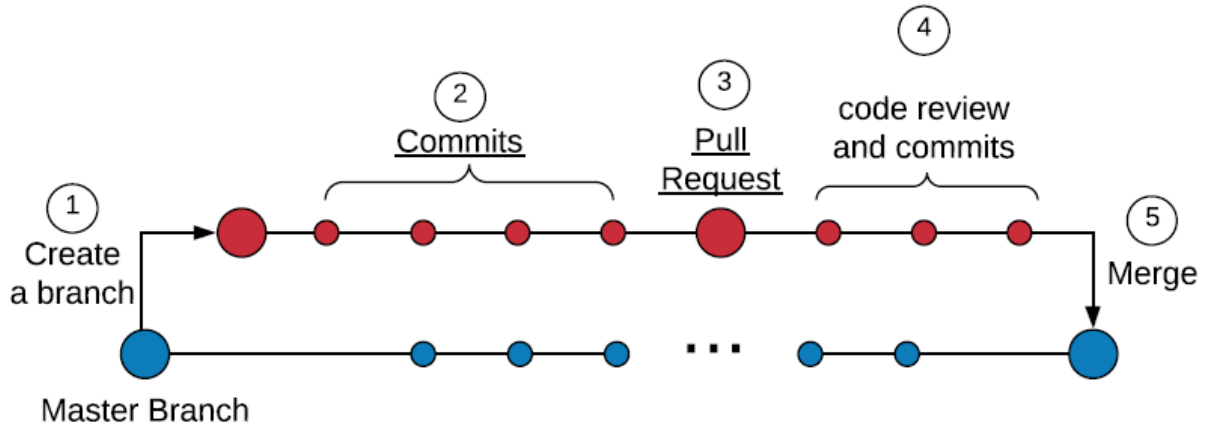 1
Create
a branch
2
Commits
3
Pull
Request
4
code review
and commits
5
Merge
...
Master Branch